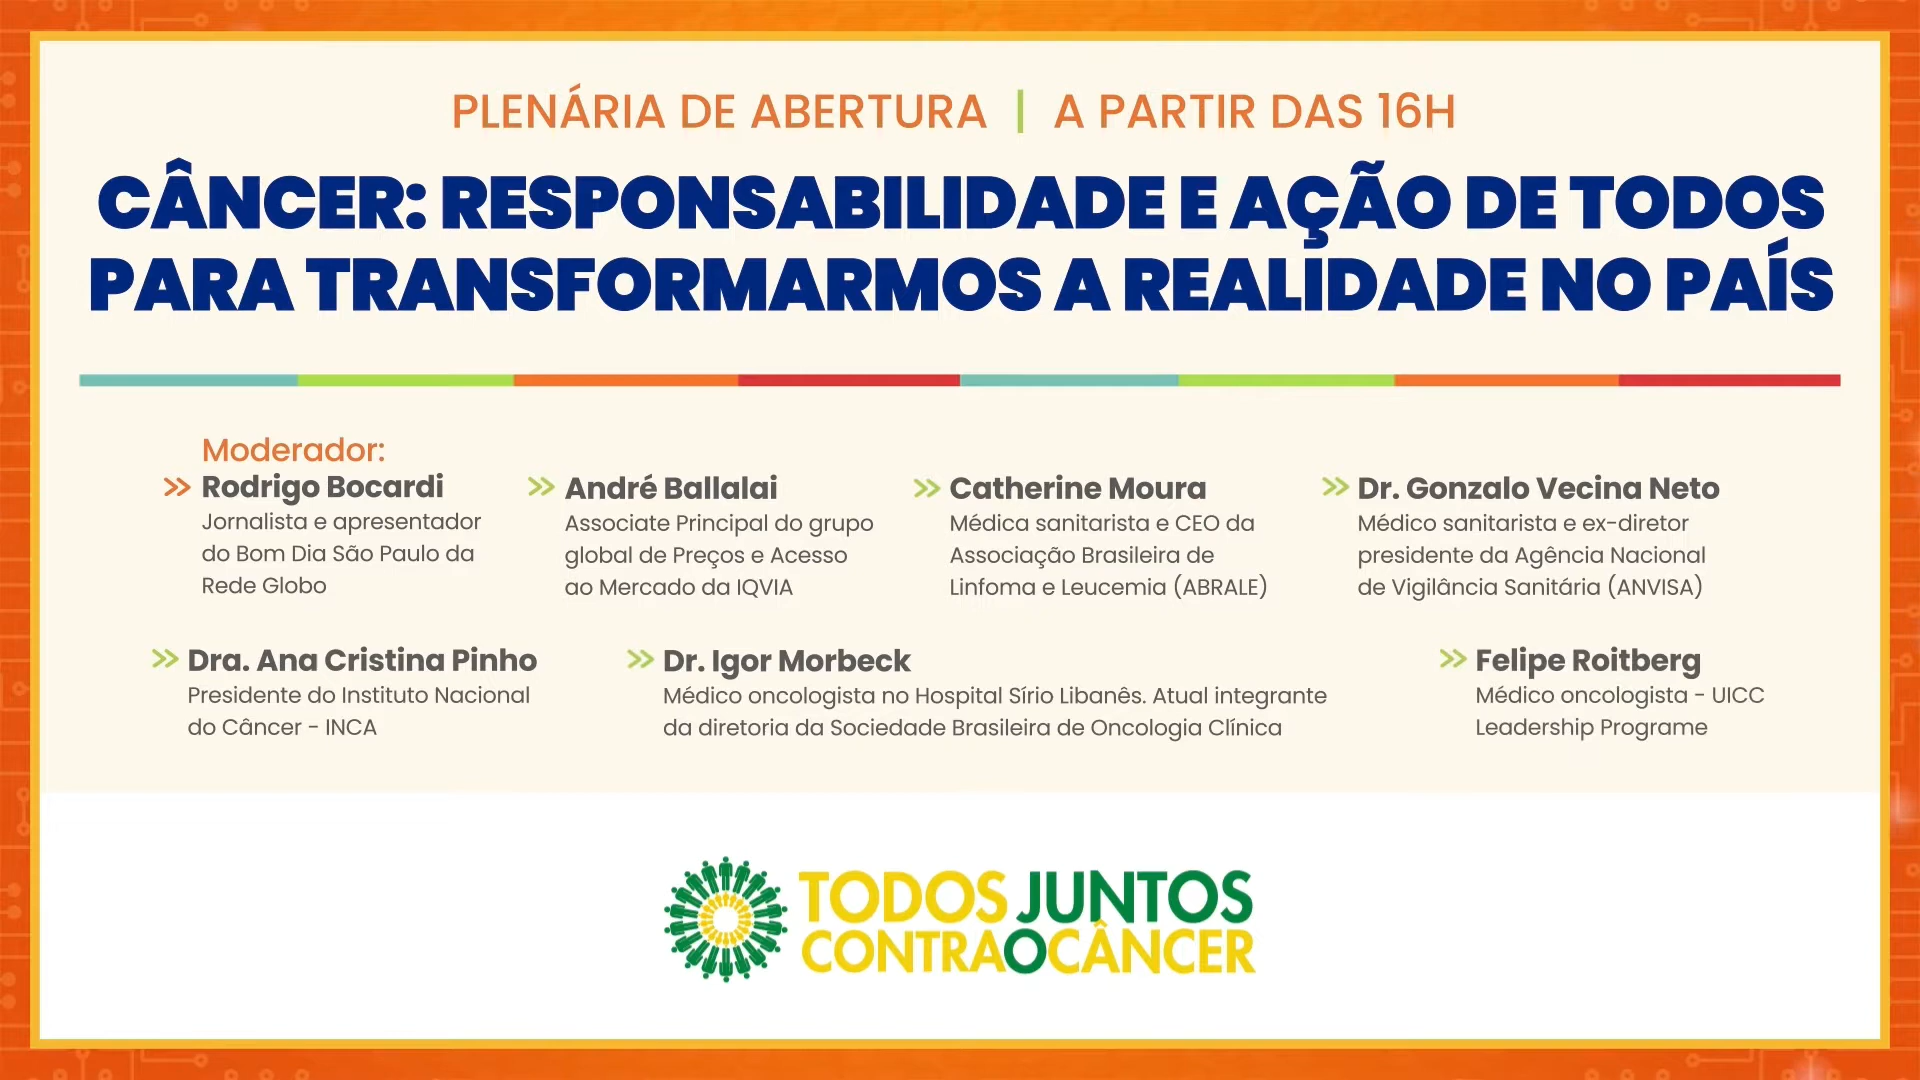 PLENÁRIA DE ABERTURA | A PARTIR DAS 16H
CÂNCER: RESPONSABILIDADE E AÇÃO DE TODOS
PARA TRANSFORMARMOS A REALIDADE NO PAÍS
Moderador:
Rodrigo Bocardi
Jornalista e apresentador
do Bom Dia São Paulo da
Rede Globo
André Ballalai
Associate Principal do grupo
global de Preços e Acesso
ao Mercado da IQVIA
Catherine Moura
Médica sanitarista e CEO da
Associação Brasileira de
Linfoma e Leucemia (ABRALE)
Dr. Gonzalo Vecina Neto
Médico sanitarista e ex-diretor
presidente da Agência Nacional
de Vigilância Sanitária (ANVISA)
Dra. Ana Cristina Pinho
Presidente do Instituto Nacional
do Câncer - INCA
Dr. Igor Morbeck
Médico oncologista no Hospital Sírio Libanês. Atual integrante
da diretoria da Sociedade Brasileira de Oncologia Clínica
Felipe Roitberg
Médico oncologista - UICC
Leadership Programe
TODOS JUNTOS
CONTRAOCÂNCER